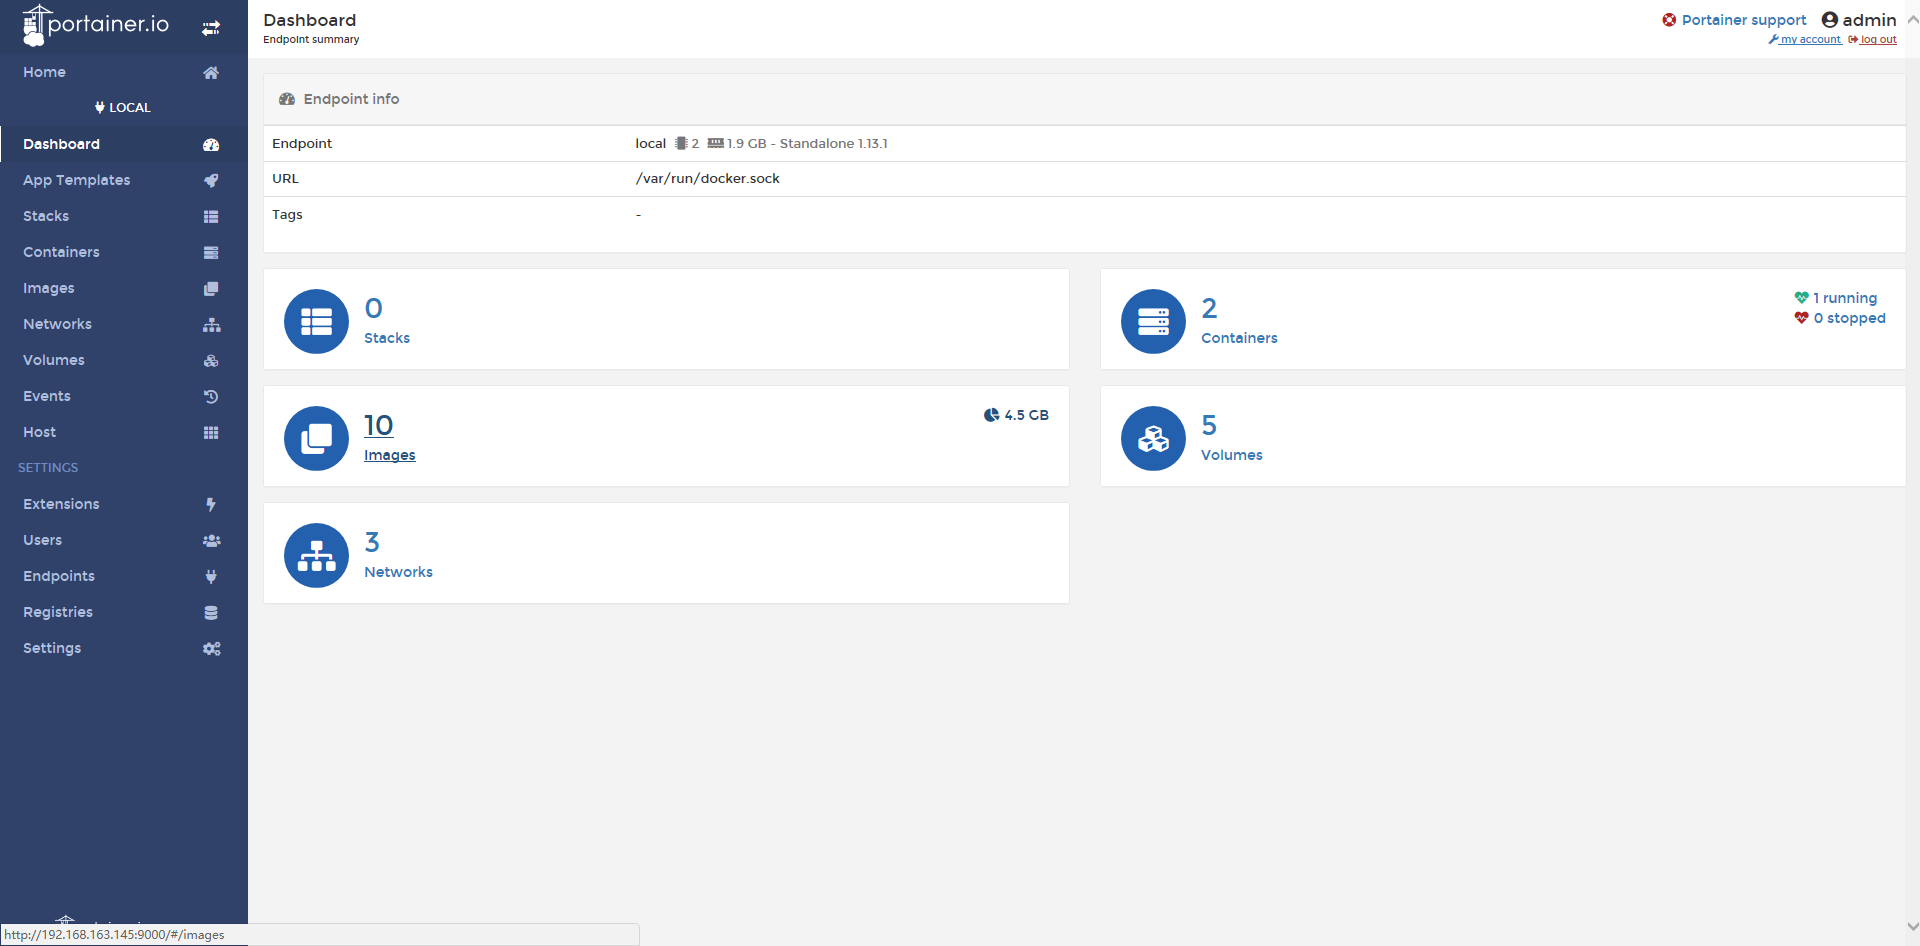 portainer.io
Home
LOCAL
Dashboard
App Templates
Stacks
Containers
Images
Networks
Volumes
Events
Host
SETTINGS
Extensions
Users
Endpoints
Registries
Settings
http://192.168.163.145:9000/#/images
Dashboard
Endpoint summary
Portainer support admin
my account log out
Endpoint info
Endpoint local 2 1.9 GB - Standalone 1.13.1
URL /var/run/docker.sock
Tags -
0
Stacks
2
Containers
1 running
0 stopped
10
Images
4.5 GB
5
Volumes
3
Networks